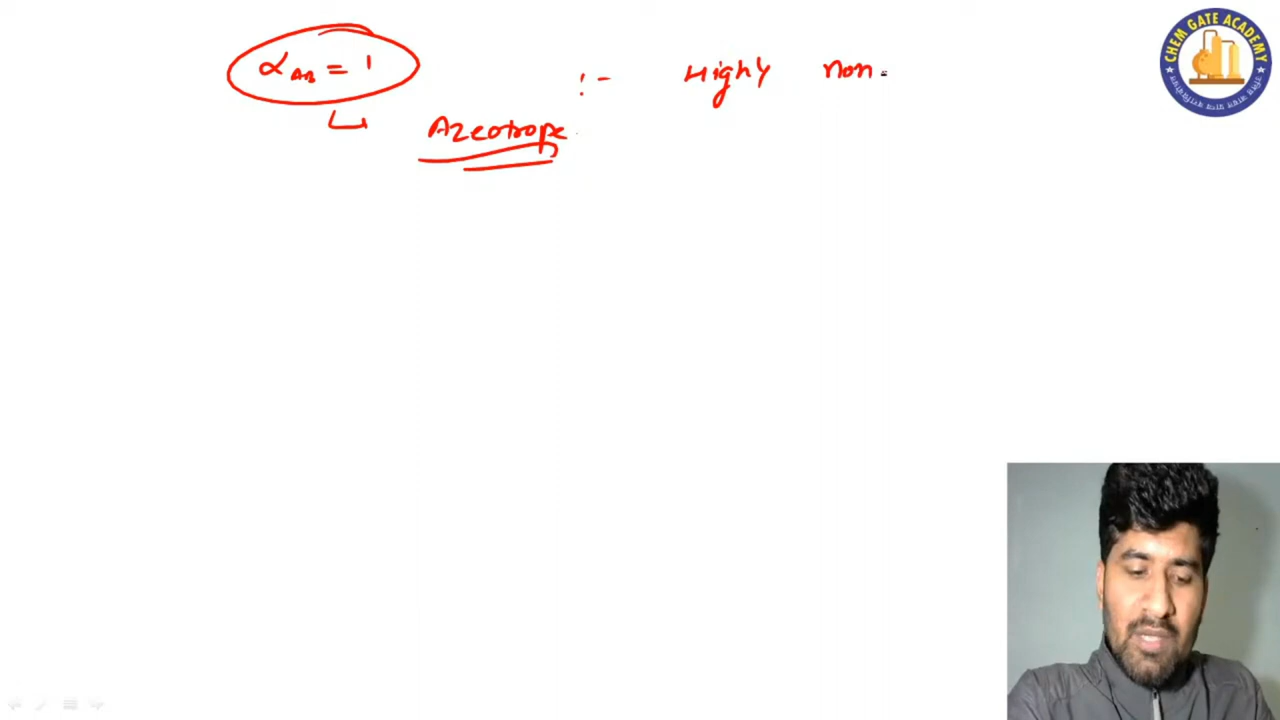 α_AB = 1
:- Highly non-
Azeotrope
CHEM GATE ACADEMY